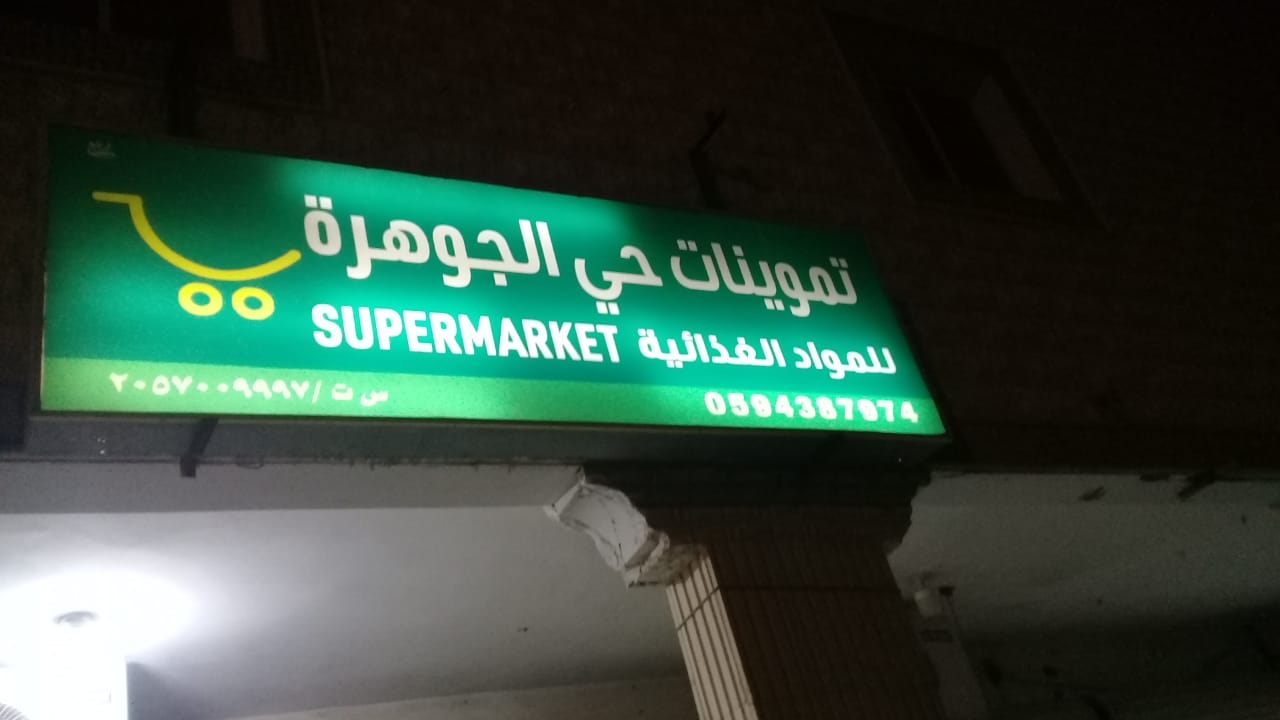 تموينات حي الجوهرة
للمواد الغذائية SUPERMARKET
0594387974 س ت /٢٠٥٧٠٠٩٩٩٧